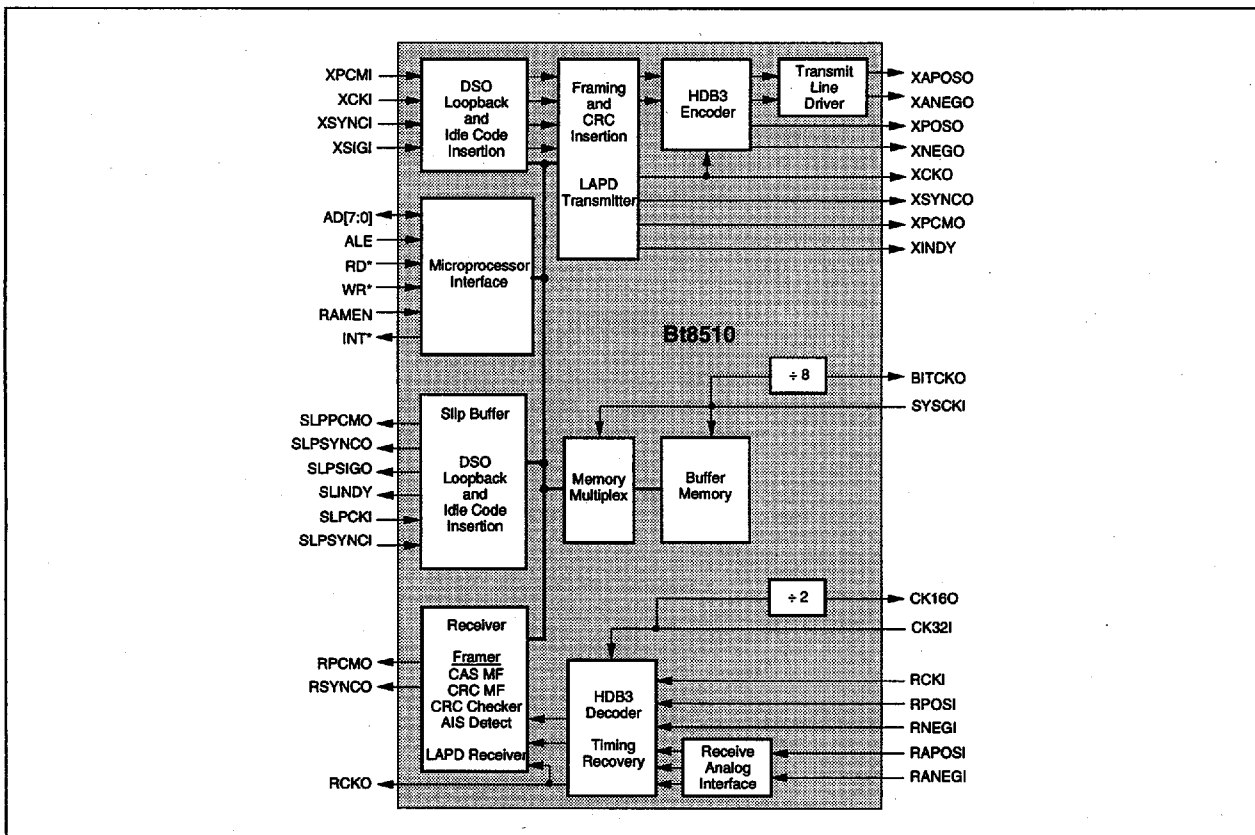 XPCMI
XCKI
XSYNCI
XSIGI
DSO
Loopback
and
Idle Code
Insertion
Framing
and
CRC
Insertion
LAPD
Transmitter
HDB3
Encoder
Transmit
Line
Driver
XAPOSO
XANEGO
XPOSO
XNEGO
XCKO
XSYNCO
XPCMO
XINDY
AD[7:0]
ALE
RD*
WR*
RAMEN
INT*
Microprocessor
Interface
Bt8510
÷ 8
BITCKO
SYSCKI
SLPPCMO
SLPSYNCO
SLPSIGO
SLINDY
SLPCKI
SLPSYNCI
Slip Buffer
DSO
Loopback
and
Idle Code
Insertion
Memory
Multiplex
Buffer
Memory
÷ 2
CK16O
CK32I
RPCMO
RSYNCO
RCKO
Receiver
Framer
CAS MF
CRC MF
CRC Checker
AIS Detect
LAPD Receiver
HDB3
Decoder
Timing
Recovery
Receive
Analog
Interface
RCKI
RPOSI
RNEGI
RAPOSI
RANEGI